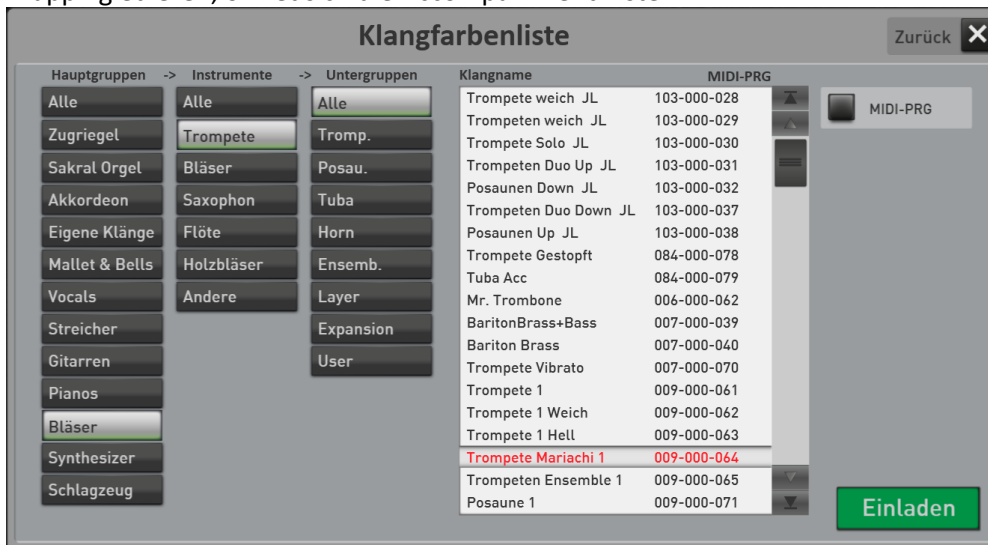 Klangfarbenliste
Zurück
Hauptgruppen -> Instrumente -> Untergruppen
Alle
Zugriegel
Sakral Orgel
Akkordeon
Eigene Klänge
Mallet & Bells
Vocals
Streicher
Gitarren
Pianos
Bläser
Synthesizer
Schlagzeug
Alle
Trompete
Bläser
Saxophon
Flöte
Holzbläser
Andere
Alle
Tromp.
Posau.
Tuba
Horn
Ensemb.
Layer
Expansion
User
Klangname MIDI-PRG
Trompete weich JL 103-000-028
Trompeten weich JL 103-000-029
Trompete Solo JL 103-000-030
Trompeten Duo Up JL 103-000-031
Posaunen Down JL 103-000-032
Trompeten Duo Down JL 103-000-037
Posaunen Up JL 103-000-038
Trompete Gestopft 084-000-078
Tuba Acc 084-000-079
Mr. Trombone 006-000-062
BaritonBrass+Bass 007-000-039
Bariton Brass 007-000-040
Trompete Vibrato 007-000-070
Trompete 1 009-000-061
Trompete 1 Weich 009-000-062
Trompete 1 Hell 009-000-063
Trompete Mariachi 1 009-000-064
Trompeten Ensemble 1 009-000-065
Posaune 1 009-000-071
MIDI-PRG
Einladen